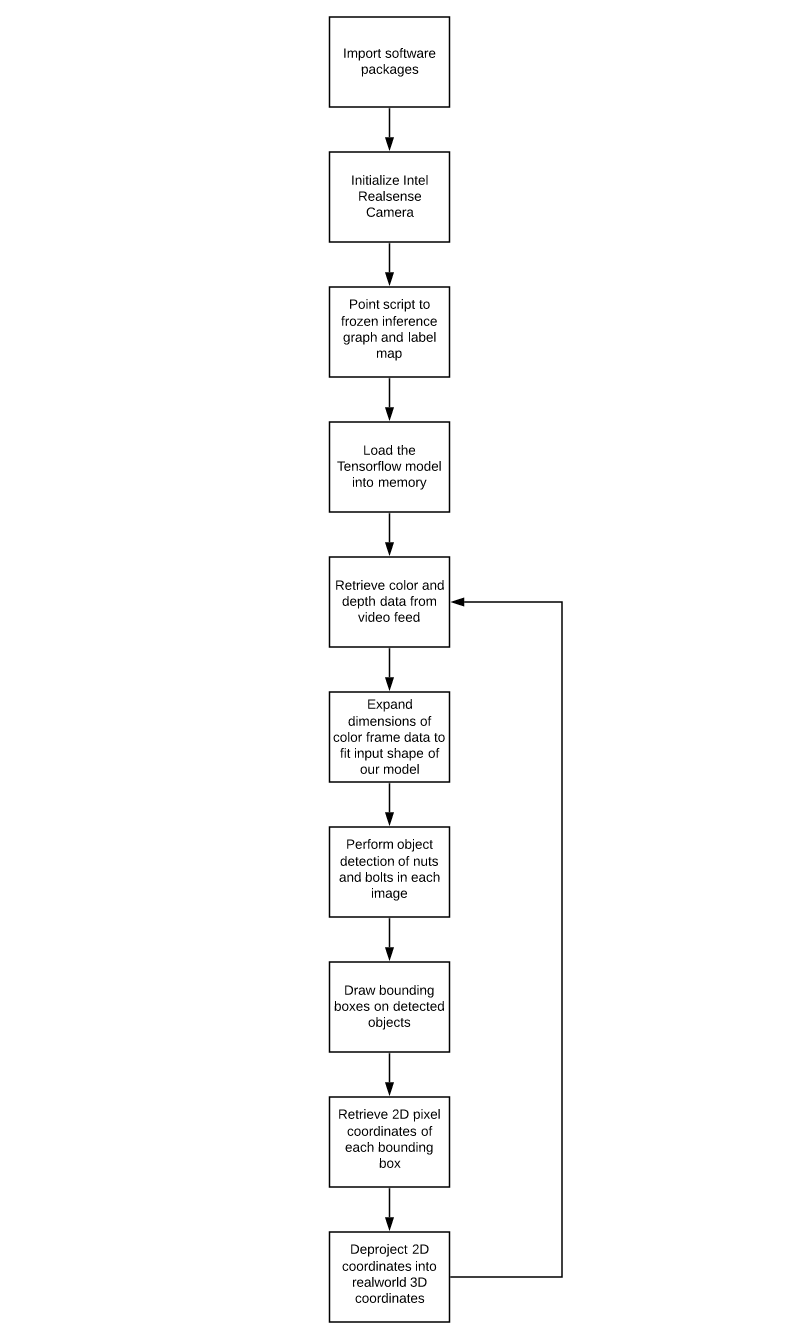 Import software
packages
Initialize Intel
Realsense
Camera
Point script to
frozen inference
graph and label
map
Load the
Tensorflow model
into memory
Retrieve color and
depth data from
video feed
Expand
dimensions of
color frame data to
fit input shape of
our model
Perform object
detection of nuts
and bolts in each
image
Draw bounding
boxes on detected
objects
Retrieve 2D pixel
coordinates of
each bounding
box
Deproject 2D
coordinates into
realworld 3D
coordinates